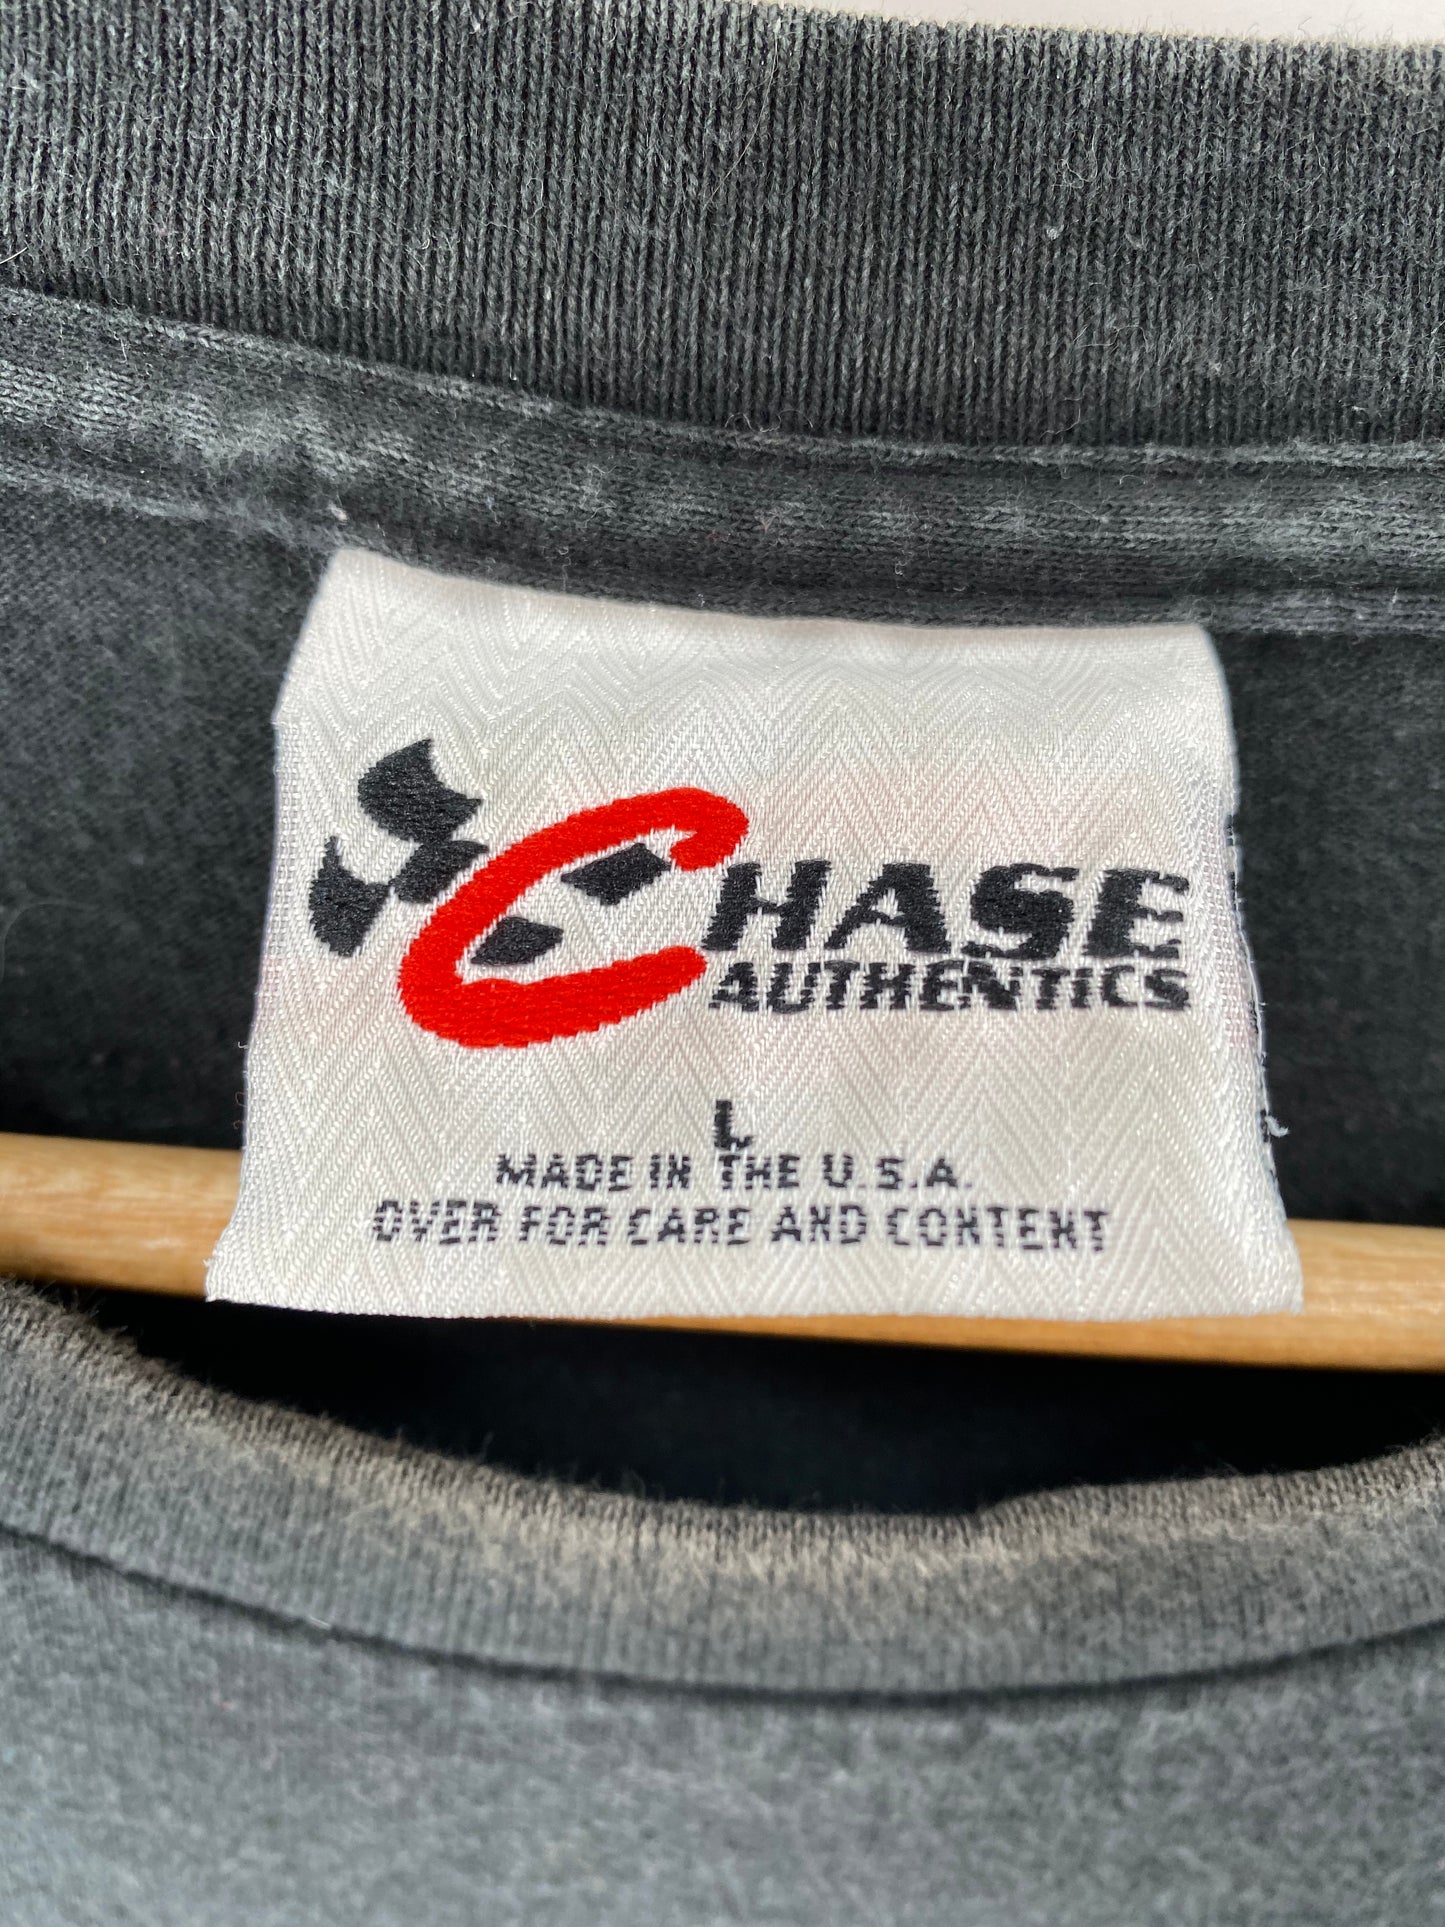 CHASE
AUTHENTICS
L
MADE IN THE U.S.A.
OVER FOR CARE AND CONTENT